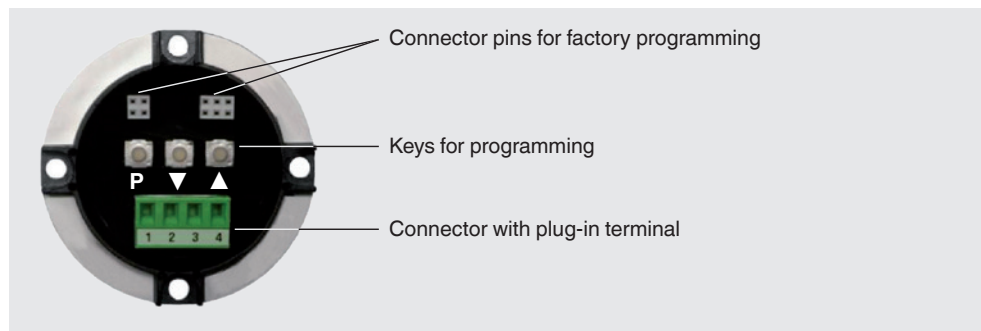 Connector pins for factory programming
Keys for programming
P ▼ ▲
Connector with plug-in terminal
1 2 3 4